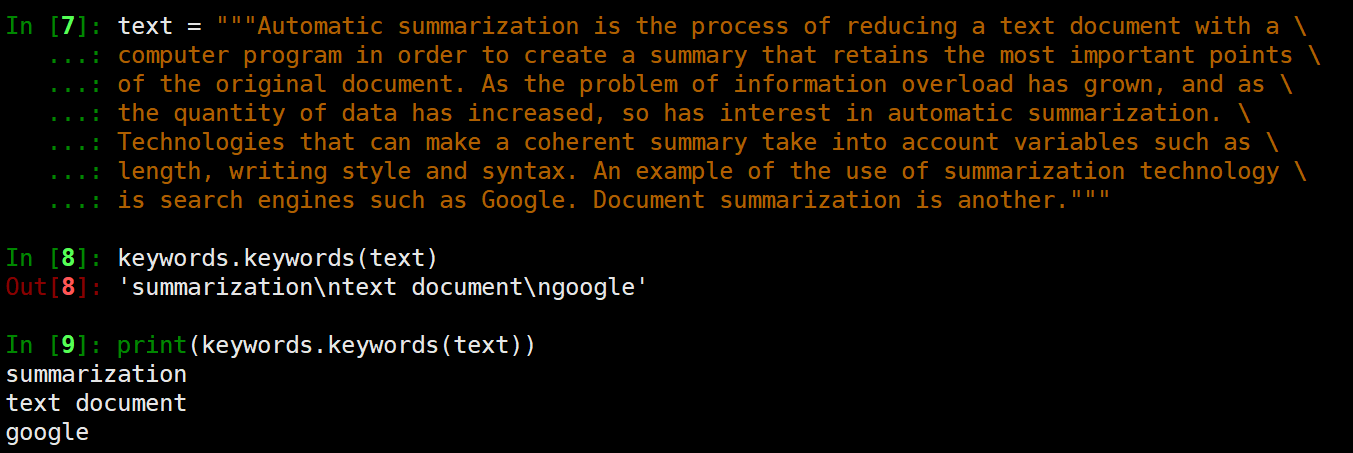 In [7]: text = """Automatic summarization is the process of reducing a text document with a \
...: computer program in order to create a summary that retains the most important points \
...: of the original document. As the problem of information overload has grown, and as \
...: the quantity of data has increased, so has interest in automatic summarization. \
...: Technologies that can make a coherent summary take into account variables such as \
...: length, writing style and syntax. An example of the use of summarization technology \
...: is search engines such as Google. Document summarization is another."""
In [8]: keywords.keywords(text)
Out[8]: 'summarization\ntext document\ngoogle'
In [9]: print(keywords.keywords(text))
summarization
text document
google